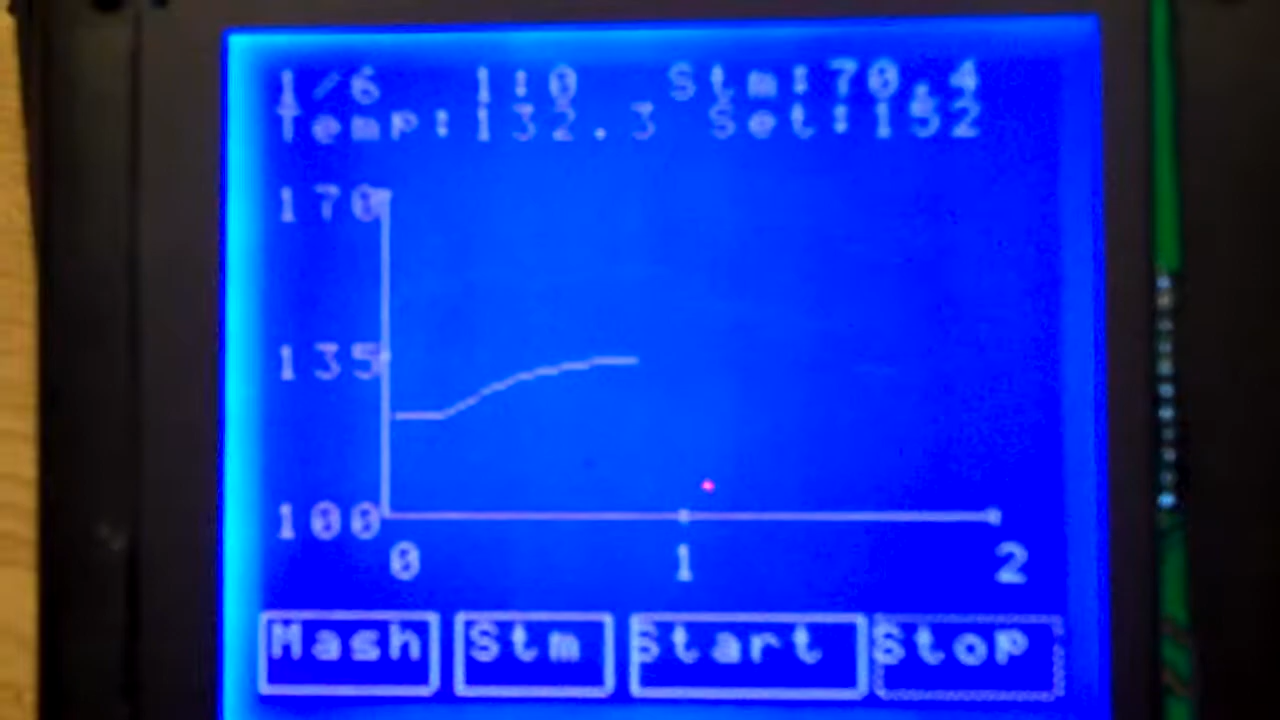 1/6 1:0 Stm:70.4
Temp:132.3 Set:152
170
135
100
0 1 2
Mash Stm Start Stop